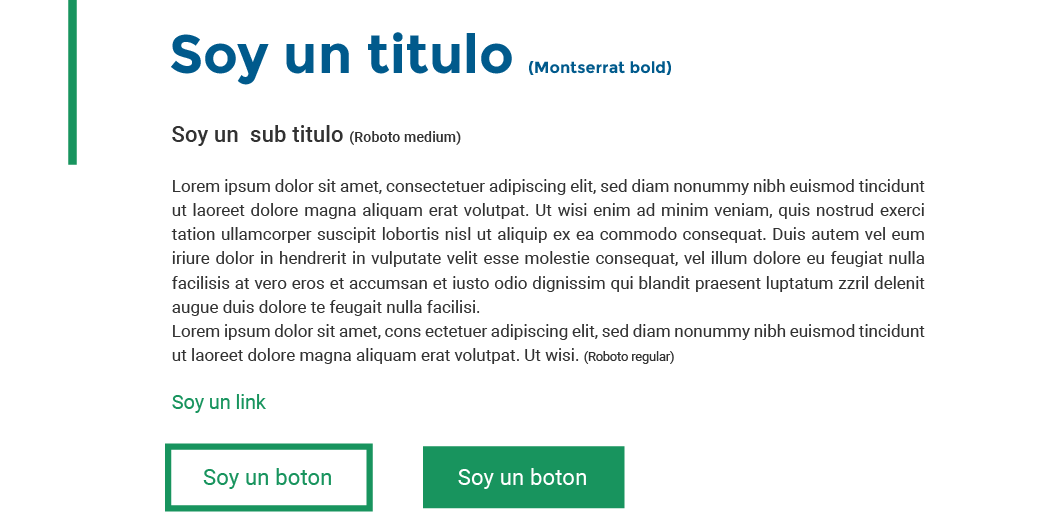 Soy un titulo (Montserrat bold)
Soy un  sub titulo (Roboto medium)
Lorem ipsum dolor sit amet, consectetuer adipiscing elit, sed diam nonummy nibh euismod tincidunt
ut laoreet dolore magna aliquam erat volutpat. Ut wisi enim ad minim veniam, quis nostrud exerci
tation ullamcorper suscipit lobortis nisl ut aliquip ex ea commodo consequat. Duis autem vel eum
iriure dolor in hendrerit in vulputate velit esse molestie consequat, vel illum dolore eu feugiat nulla
facilisis at vero eros et accumsan et iusto odio dignissim qui blandit praesent luptatum zzril delenit
augue duis dolore te feugait nulla facilisi.
Lorem ipsum dolor sit amet, cons ectetuer adipiscing elit, sed diam nonummy nibh euismod tincidunt
ut laoreet dolore magna aliquam erat volutpat. Ut wisi. (Roboto regular)
Soy un link
Soy un boton
Soy un boton